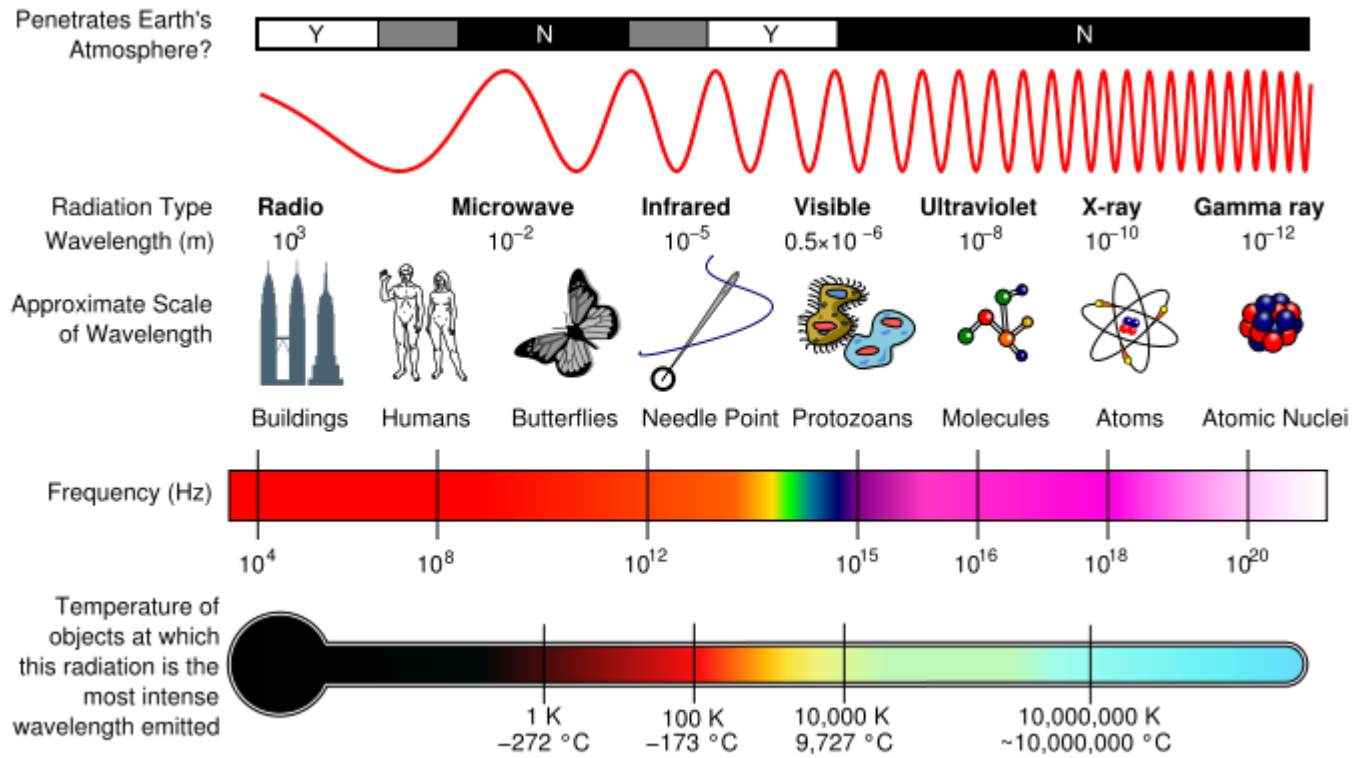 Penetrates Earth's
Atmosphere?
Y N Y N
Radiation Type Radio Microwave Infrared Visible Ultraviolet X-ray Gamma ray
Wavelength (m) 10³ 10⁻² 10⁻⁵ 0.5×10⁻⁶ 10⁻⁸ 10⁻¹⁰ 10⁻¹²
Approximate Scale
of Wavelength
Buildings Humans Butterflies Needle Point Protozoans Molecules Atoms Atomic Nuclei
Frequency (Hz)
10⁴ 10⁸ 10¹² 10¹⁵ 10¹⁶ 10¹⁸ 10²⁰
Temperature of
objects at which
this radiation is the
most intense
wavelength emitted
1 K 100 K 10,000 K 10,000,000 K
−272 °C −173 °C 9,727 °C ~10,000,000 °C